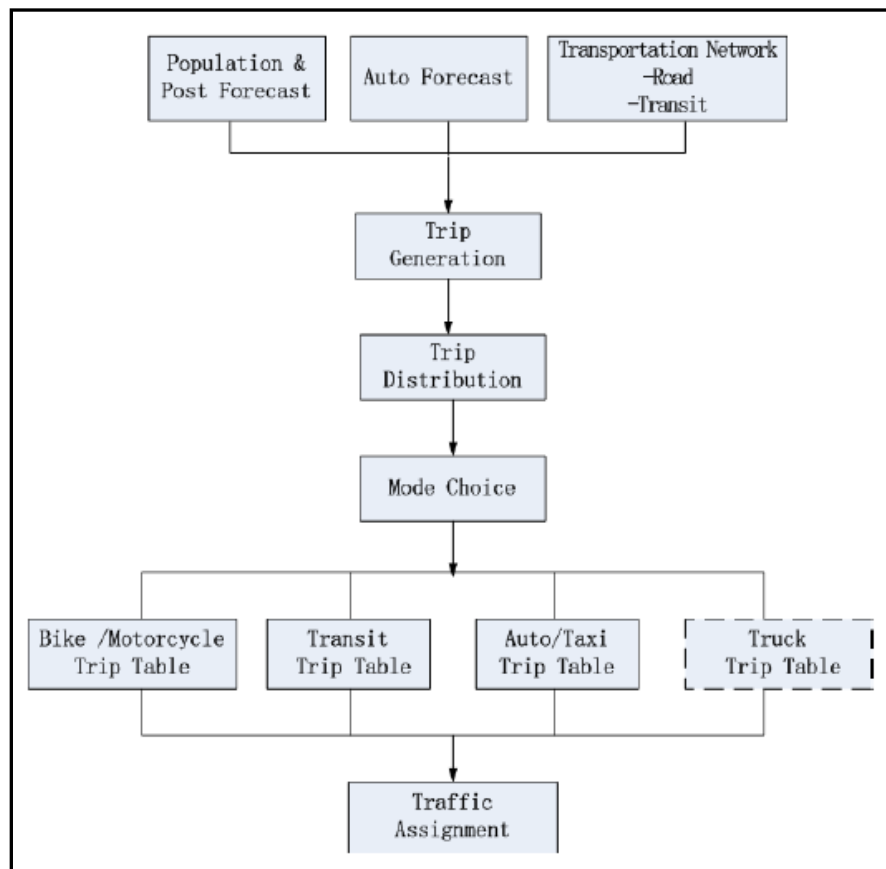 Population &
Post Forecast
Auto Forecast
Transportation Network
-Road
-Transit
Trip
Generation
Trip
Distribution
Mode Choice
Bike /Motorcycle
Trip Table
Transit
Trip Table
Auto/Taxi
Trip Table
Truck
Trip Table
Traffic
Assignment